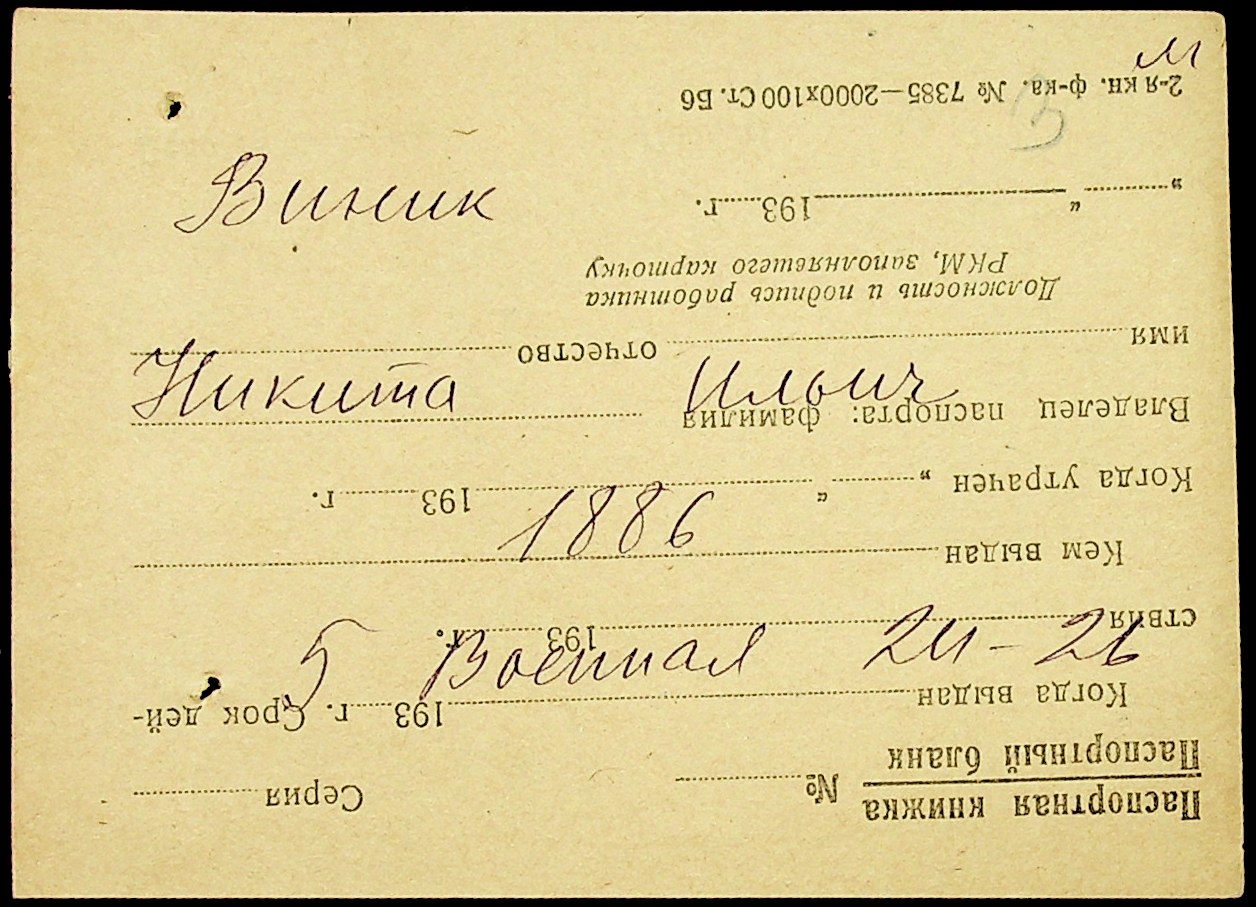 М
Виник
Никита Ильич
1886
5 Военная 24-26
Паспортная книжка
Паспортный бланк
№ Серия
Когда выдан 193 г. Срок дей-
ствия 193 г.
Кем выдан
Когда утрачен „ “ 193 г.
Владелец паспорта: фамилия
имя отчество
Должность и подпись работника
РКМ, заполнявшего карточку
„ “ 193 г.
2-я кн. ф-ка. № 7385—2000х100 Ст. Б6